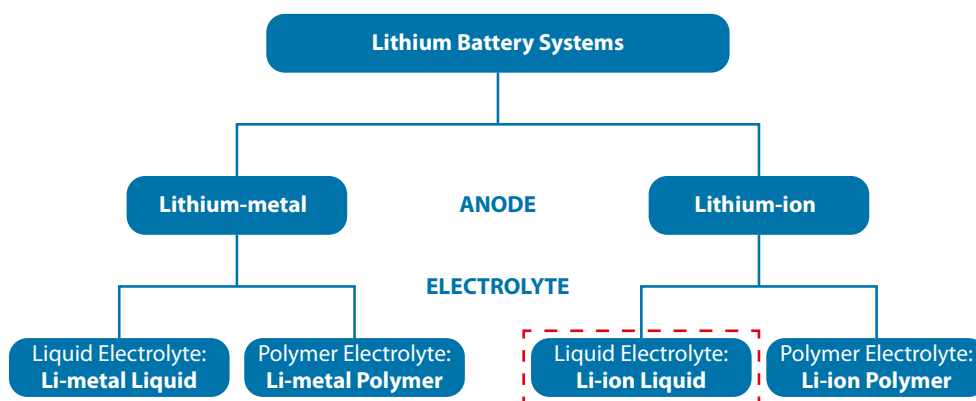 Lithium Battery Systems
Lithium-metal
ANODE
Lithium-ion
ELECTROLYTE
Liquid Electrolyte:
Li-metal Liquid
Polymer Electrolyte:
Li-metal Polymer
Liquid Electrolyte:
Li-ion Liquid
Polymer Electrolyte:
Li-ion Polymer